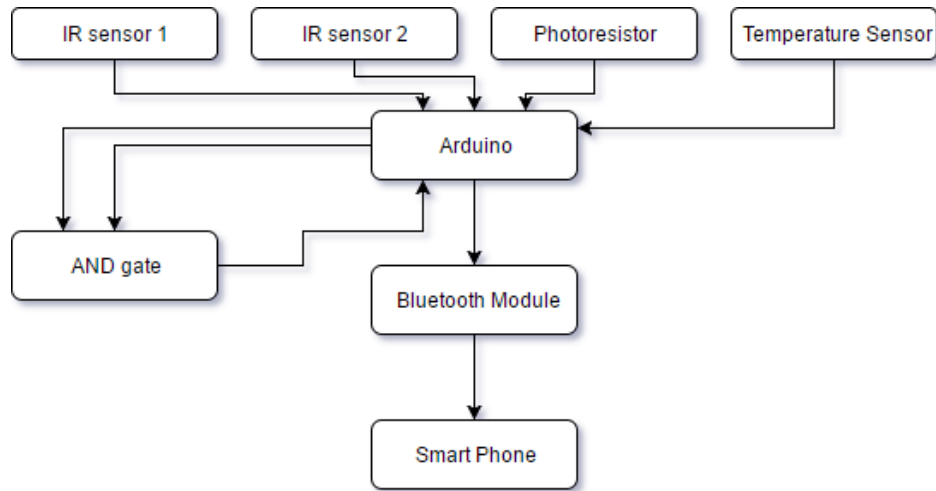 IR sensor 1
IR sensor 2
Photoresistor
Temperature Sensor
Arduino
AND gate
Bluetooth Module
Smart Phone